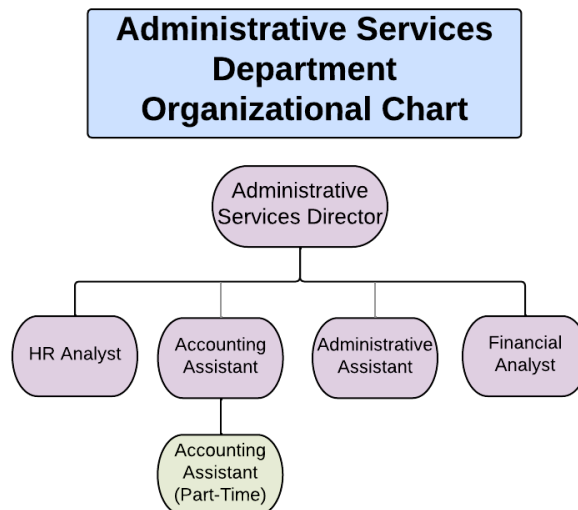 Administrative Services
Department
Organizational Chart
Administrative
Services Director
HR Analyst
Accounting
Assistant
Administrative
Assistant
Financial
Analyst
Accounting
Assistant
(Part-Time)